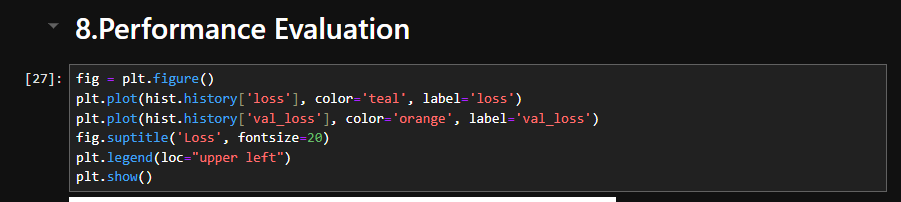 8.Performance Evaluation
[27]: fig = plt.figure()
plt.plot(hist.history['loss'], color='teal', label='loss')
plt.plot(hist.history['val_loss'], color='orange', label='val_loss')
fig.suptitle('Loss', fontsize=20)
plt.legend(loc="upper left")
plt.show()